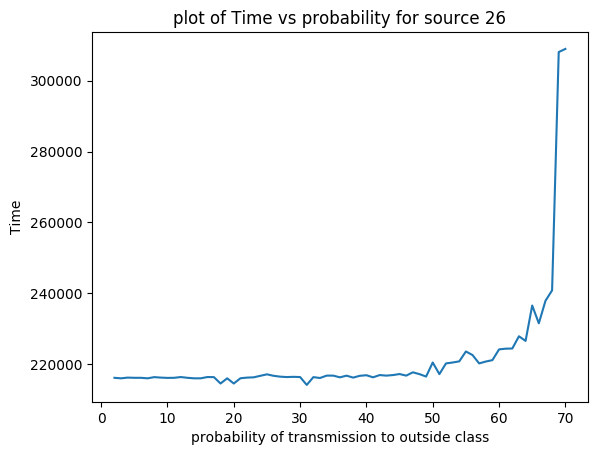 plot of Time vs probability for source 26
300000
280000
260000
240000
220000
Time
0 10 20 30 40 50 60 70
probability of transmission to outside class